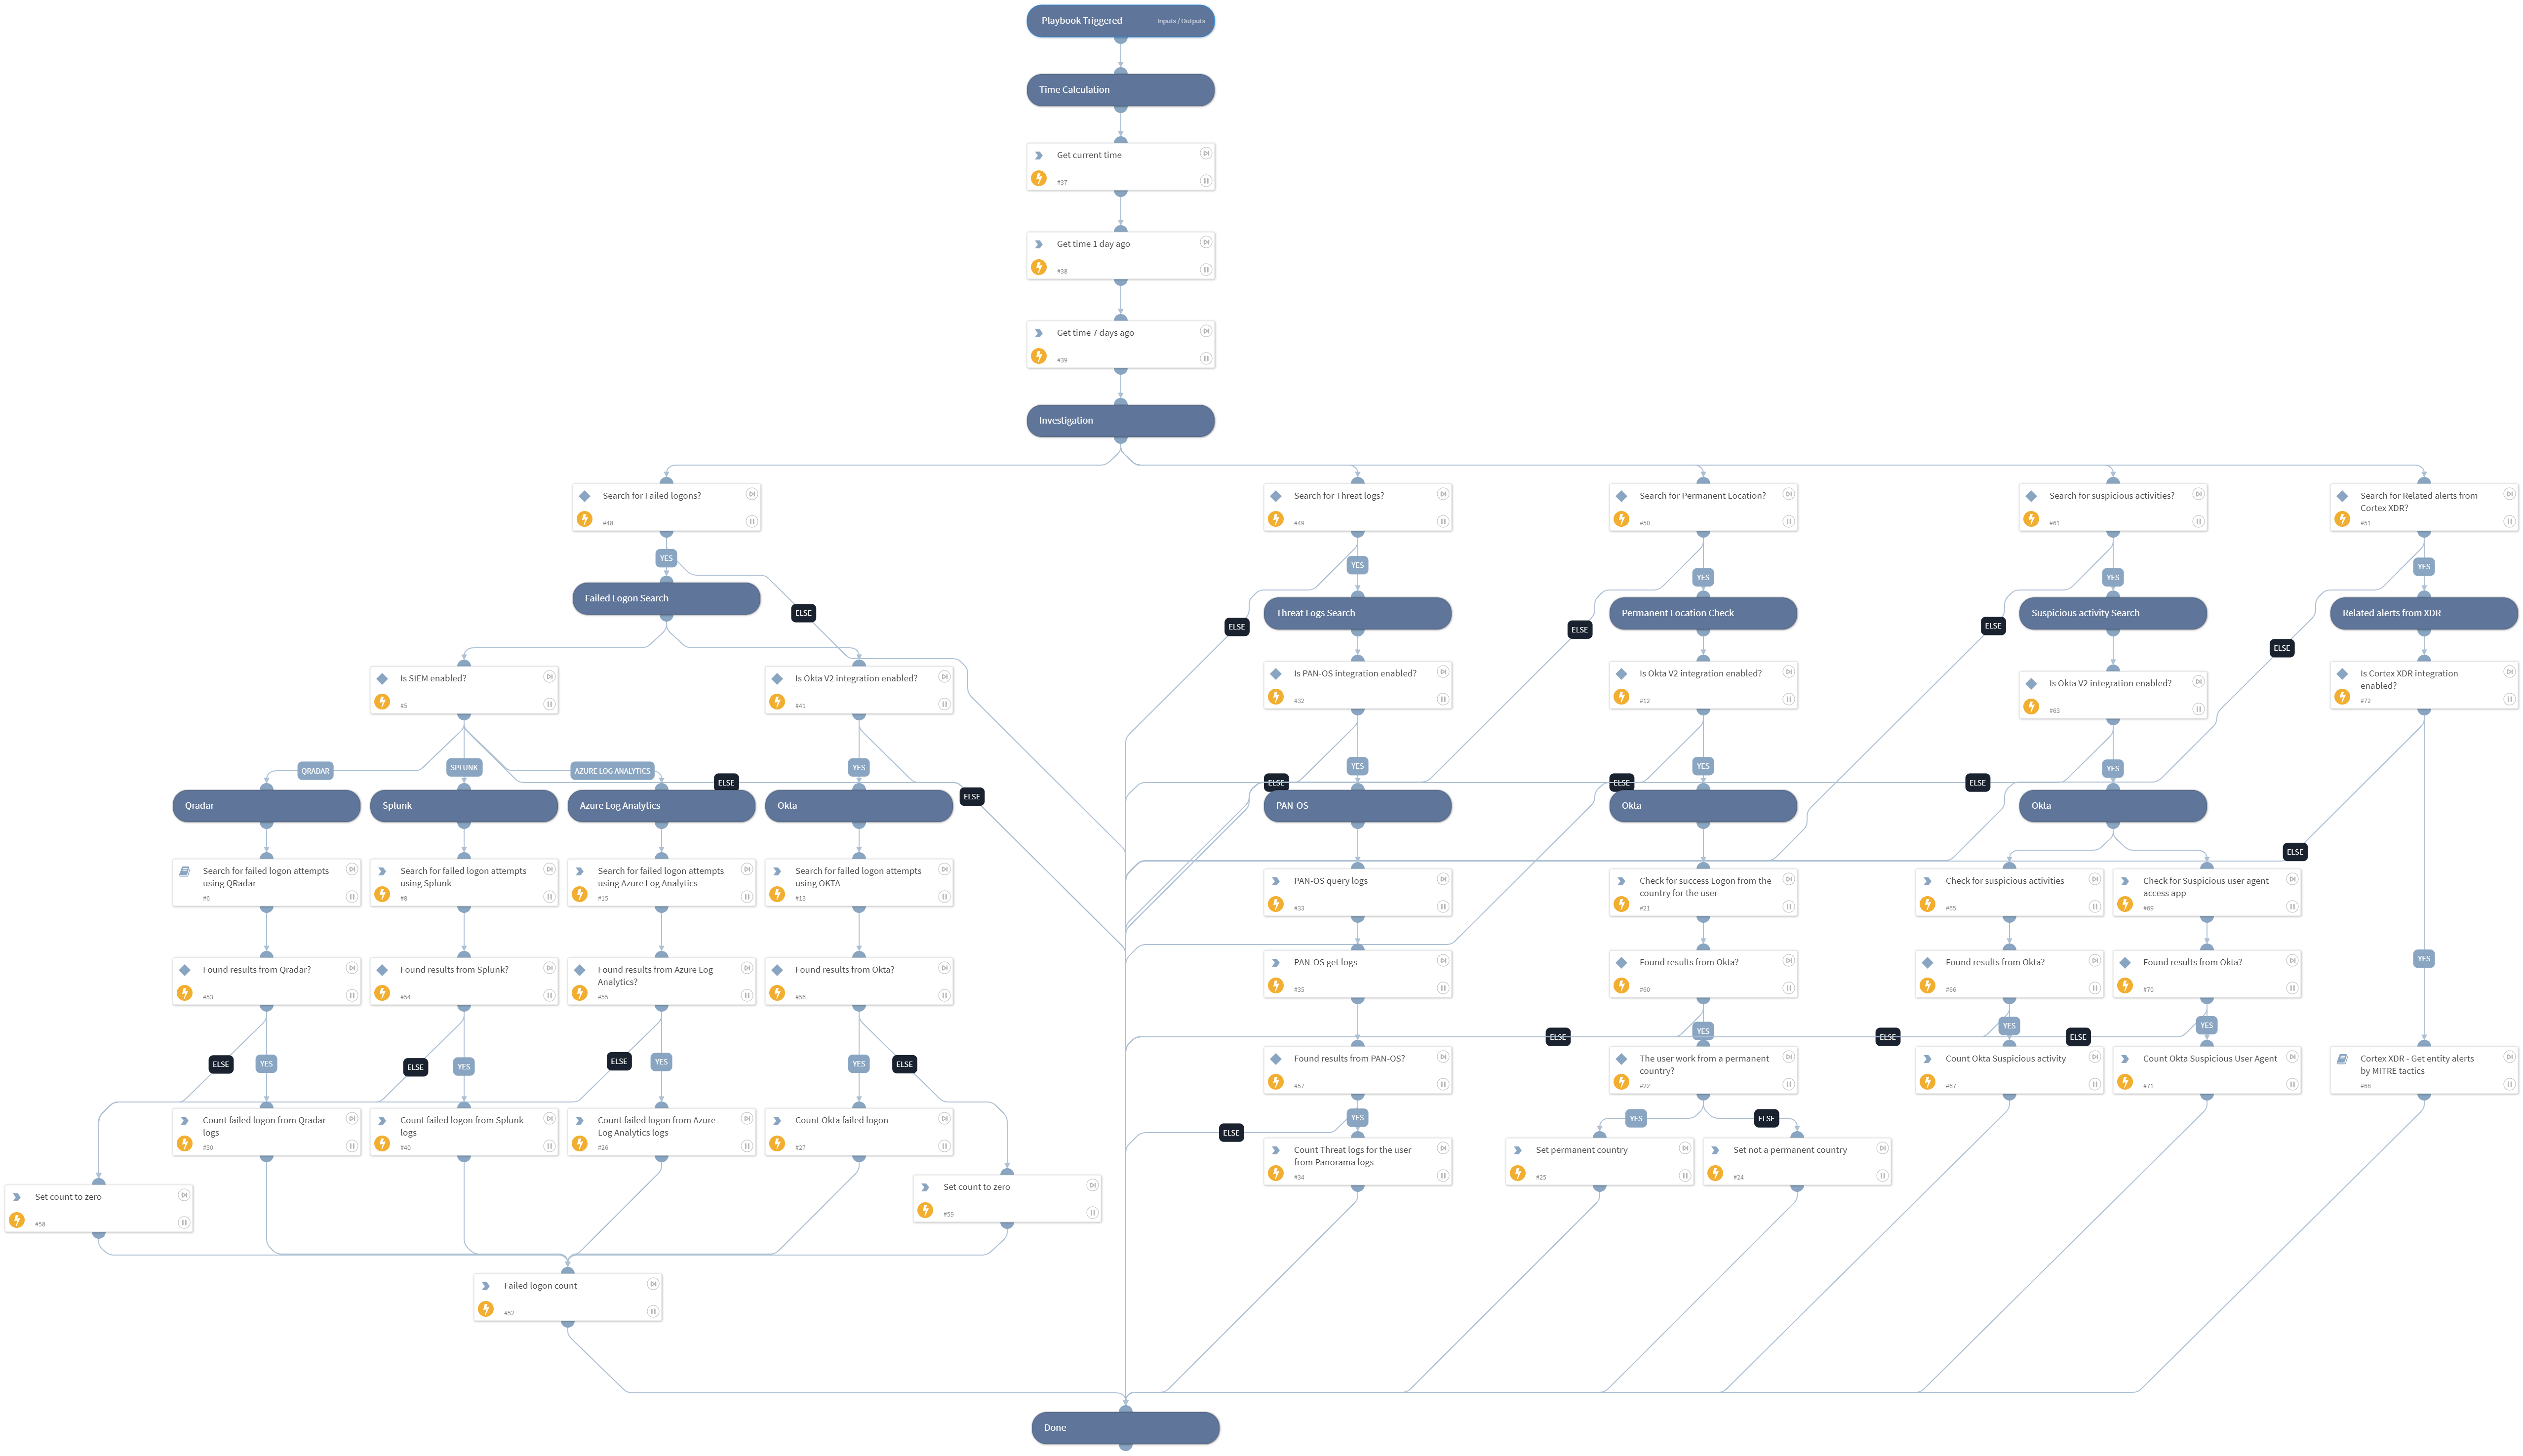 Playbook Triggered
Inputs / Outputs
Time Calculation
Get current time
#37
Get time 1 day ago
#38
Get time 7 days ago
#39
Investigation
Search for Failed logons?
#48
Search for Threat logs?
#49
Search for Permanent Location?
#50
Search for suspicious activities?
#61
Search for Related alerts from
Cortex XDR?
#51
YES
YES
YES
YES
YES
Failed Logon Search
ELSE
Threat Logs Search
Permanent Location Check
Suspicious activity Search
Related alerts from XDR
ELSE
ELSE
ELSE
ELSE
Is SIEM enabled?
#5
Is Okta V2 integration enabled?
#41
Is PAN-OS integration enabled?
#32
Is Okta V2 integration enabled?
#12
Is Okta V2 integration enabled?
#63
Is Cortex XDR integration
enabled?
#72
QRADAR
SPLUNK
AZURE LOG ANALYTICS
ELSE
YES
ELSE
YES
ELSE
YES
ELSE
YES
ELSE
Qradar
Splunk
Azure Log Analytics
Okta
PAN-OS
Okta
Okta
ELSE
Search for failed logon attempts
using QRadar
#6
Search for failed logon attempts
using Splunk
#8
Search for failed logon attempts
using Azure Log Analytics
#15
Search for failed logon attempts
using OKTA
#13
PAN-OS query logs
#33
Check for success Logon from the
country for the user
#21
Check for suspicious activities
#65
Check for Suspicious user agent
access app
#69
Found results from Qradar?
#53
Found results from Splunk?
#54
Found results from Azure Log
Analytics?
#55
Found results from Okta?
#56
PAN-OS get logs
#35
Found results from Okta?
#60
Found results from Okta?
#66
Found results from Okta?
#70
YES
ELSE
YES
ELSE
YES
ELSE
YES
ELSE
YES
ELSE
YES
ELSE
YES
ELSE
YES
ELSE
Found results from PAN-OS?
#57
The user work from a permanent
country?
#22
Count Okta Suspicious activity
#67
Count Okta Suspicious User Agent
#71
Cortex XDR - Get entity alerts
by MITRE tactics
#68
Count failed logon from Qradar
logs
#30
Count failed logon from Splunk
logs
#40
Count failed logon from Azure
Log Analytics logs
#26
Count Okta failed logon
#27
ELSE
YES
YES
ELSE
Count Threat logs for the user
from Panorama logs
#34
Set permanent country
#25
Set not a permanent country
#24
Set count to zero
#58
Set count to zero
#59
Failed logon count
#52
Done